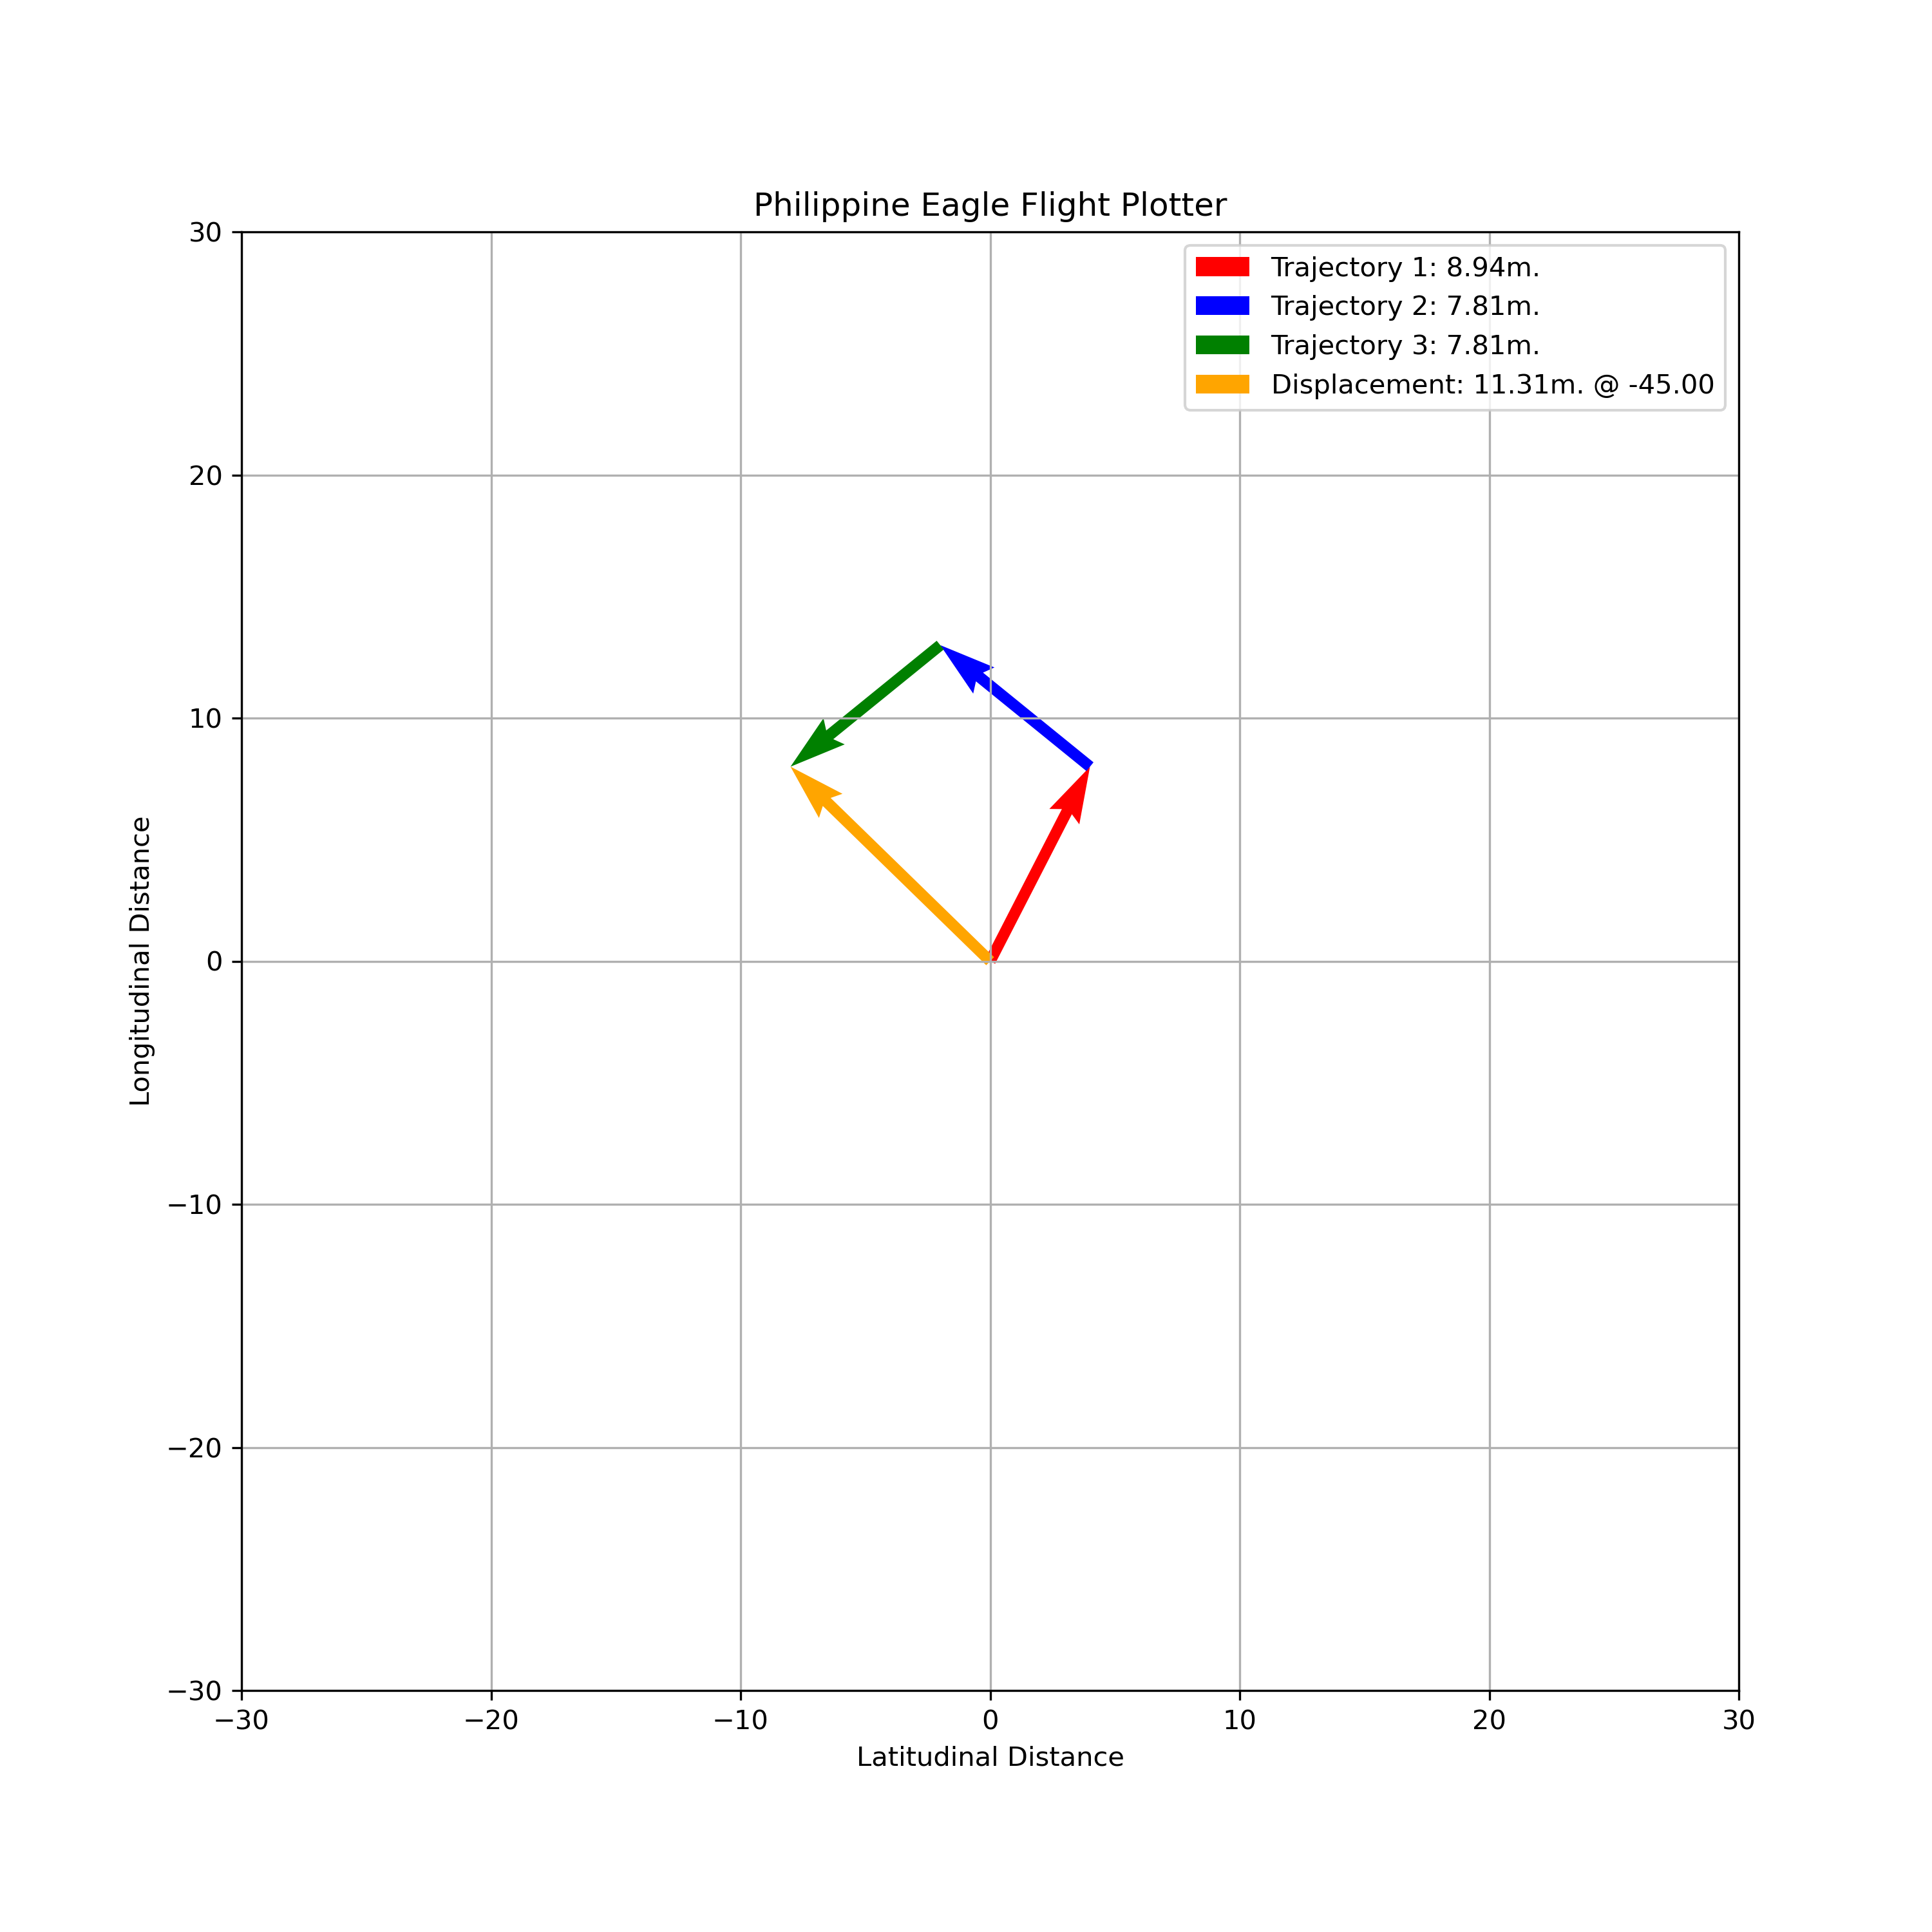 Philippine Eagle Flight Plotter
Trajectory 1: 8.94m.
Trajectory 2: 7.81m.
Trajectory 3: 7.81m.
Displacement: 11.31m. @ -45.00
30
20
10
0
−10
−20
−30
Longitudinal Distance
−30 −20 −10 0 10 20 30
Latitudinal Distance